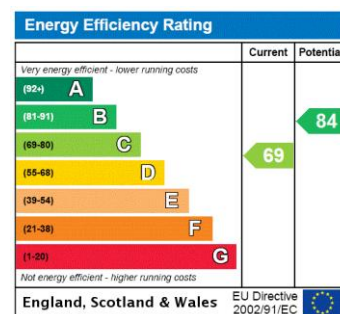 Energy Efficiency Rating
Current Potentia
Very energy efficient - lower running costs
(92+) A
(81-91) B
84
(69-80) C
69
(55-68) D
(39-54) E
(21-38) F
(1-20) G
Not energy efficient - higher running costs
England, Scotland & Wales
EU Directive
2002/91/EC